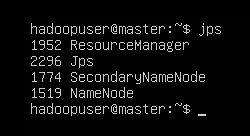 hadoopuser@master:~$ jps
1952 ResourceManager
2296 Jps
1774 SecondaryNameNode
1519 NameNode
hadoopuser@master:~$ _